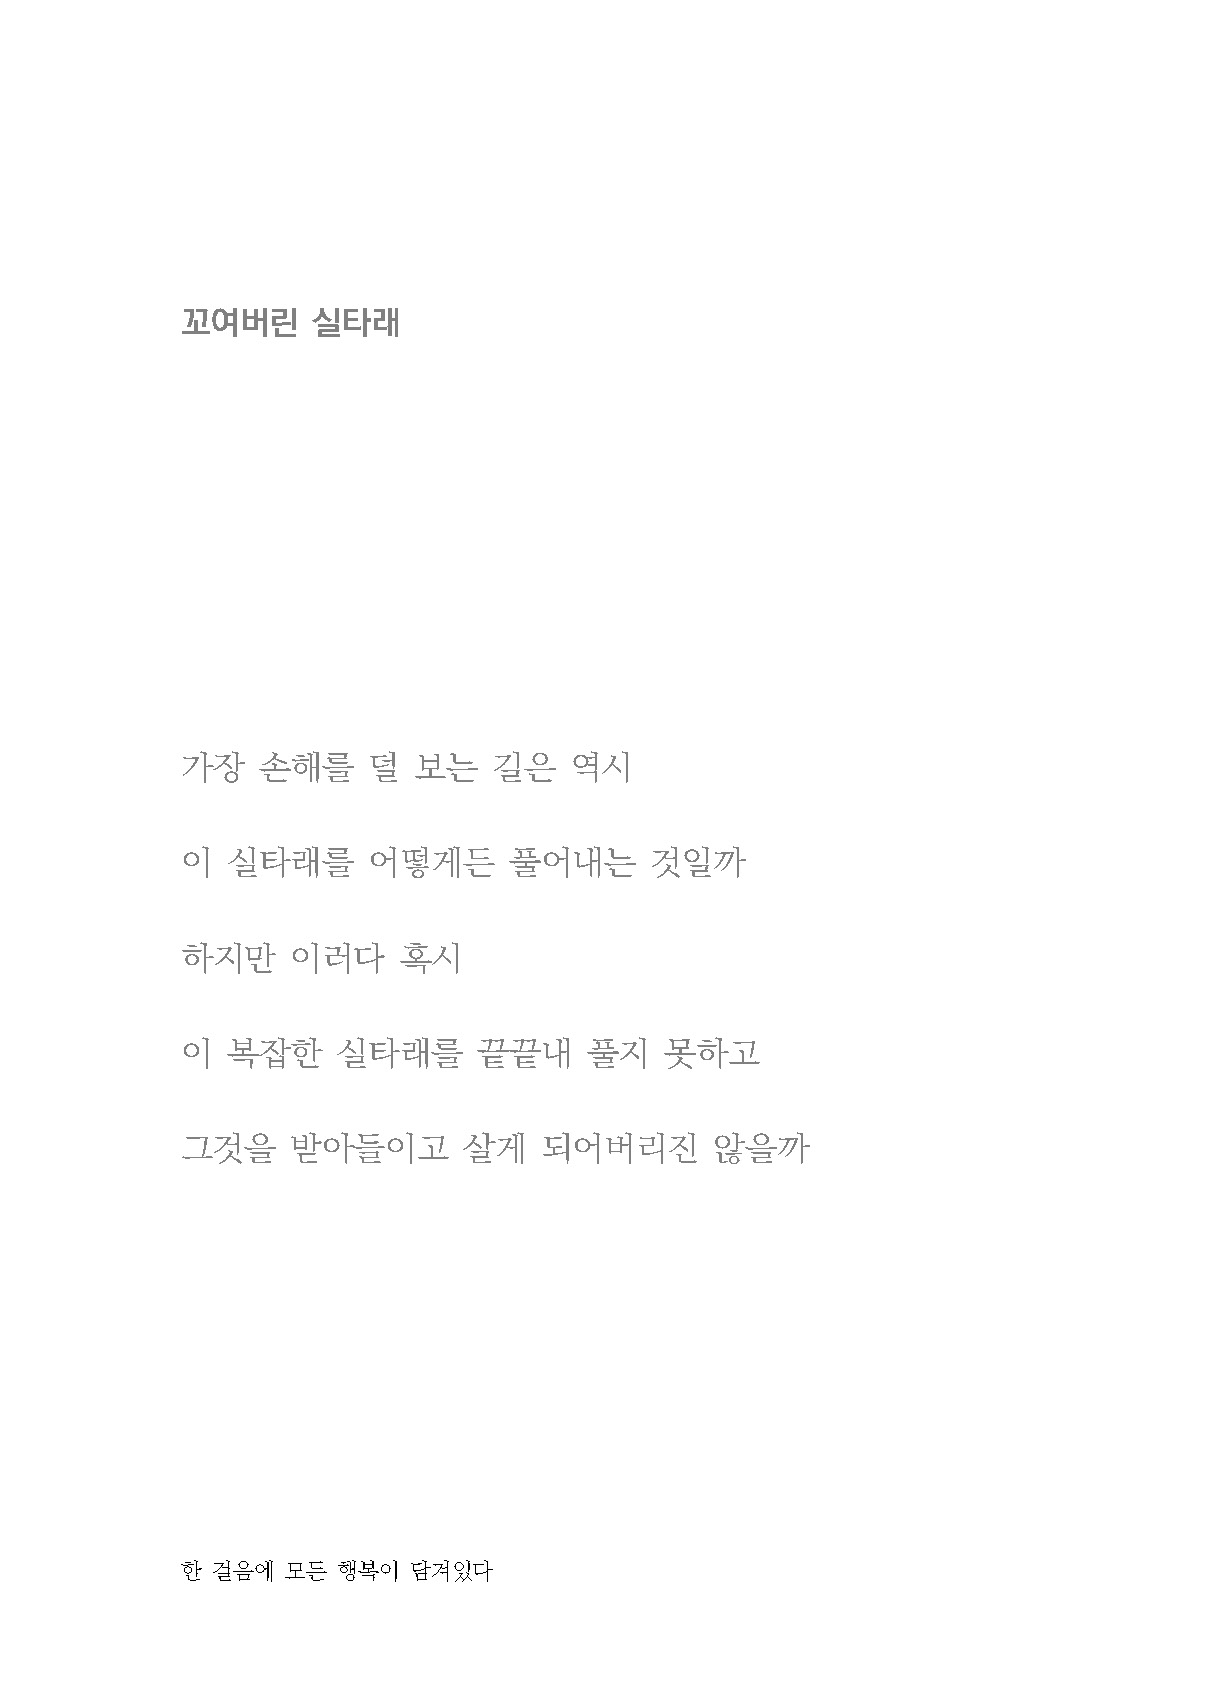 꼬여버린 실타래
가장 손해를 덜 보는 길은 역시
이 실타래를 어떻게든 풀어내는 것일까
하지만 이러다 혹시
이 복잡한 실타래를 끝끝내 풀지 못하고
그것을 받아들이고 살게 되어버리진 않을까
한 걸음에 모든 행복이 담겨있다